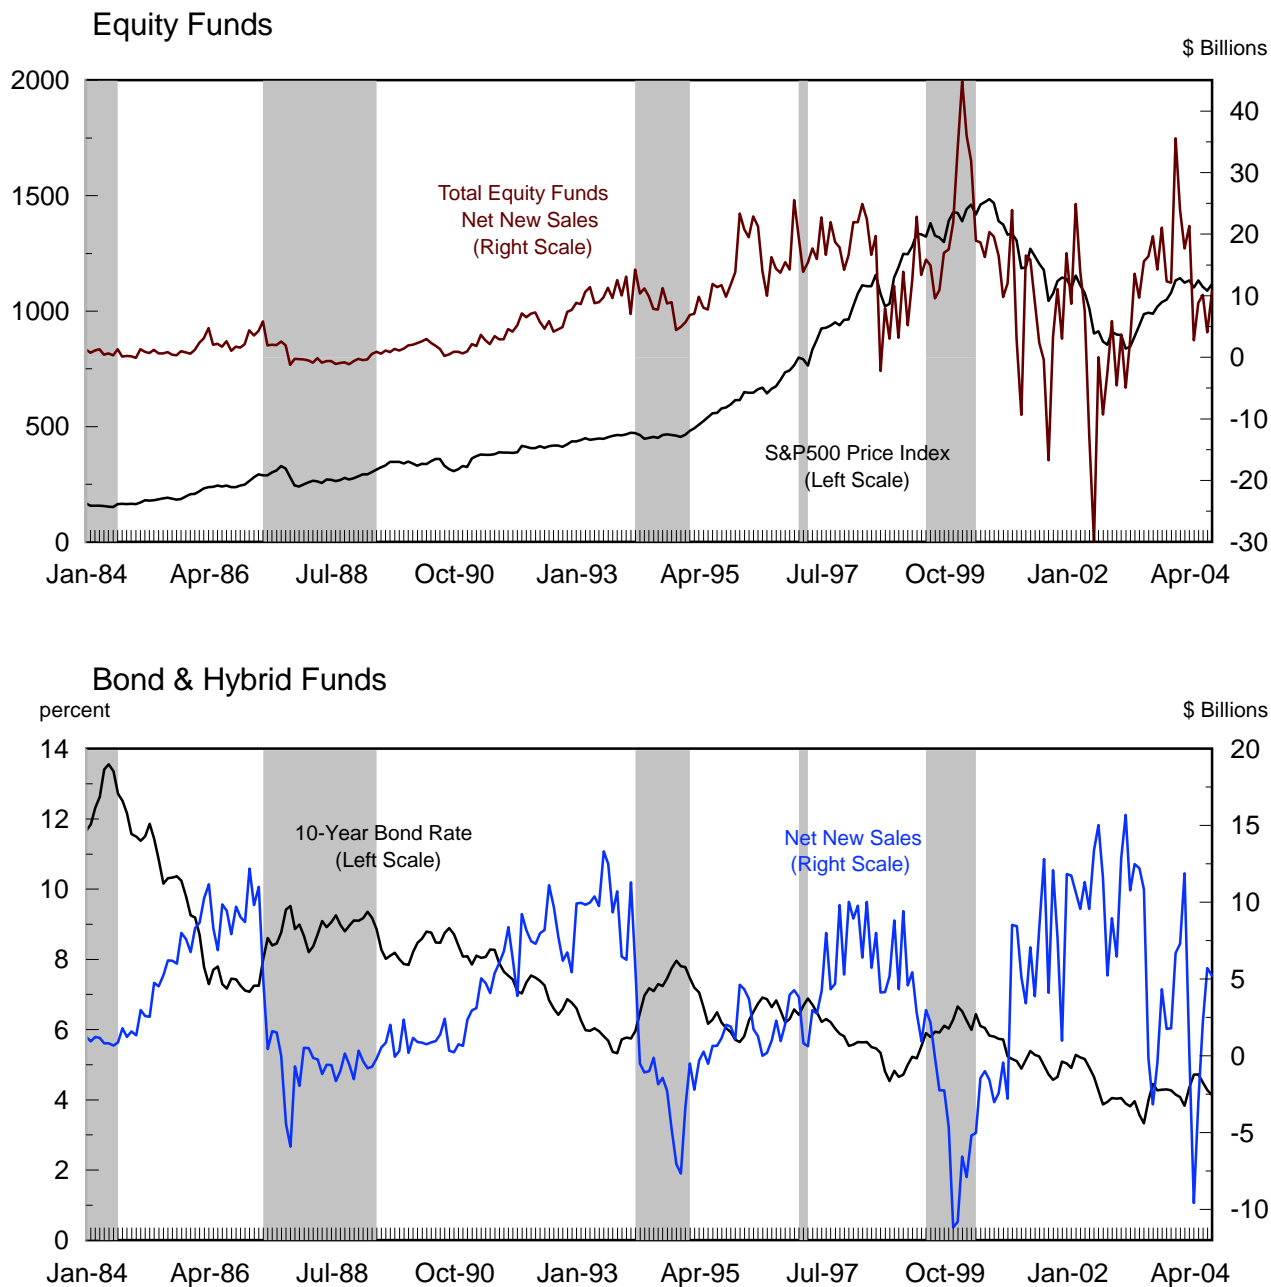 Equity Funds
$ Billions
2000
1500
1000
500
0
40
30
20
10
0
-10
-20
-30
Total Equity Funds
Net New Sales
(Right Scale)
S&P500 Price Index
(Left Scale)
Jan-84 Apr-86 Jul-88 Oct-90 Jan-93 Apr-95 Jul-97 Oct-99 Jan-02 Apr-04
Bond & Hybrid Funds
percent
$ Billions
14
12
10
8
6
4
2
0
20
15
10
5
0
-5
-10
10-Year Bond Rate
(Left Scale)
Net New Sales
(Right Scale)
Jan-84 Apr-86 Jul-88 Oct-90 Jan-93 Apr-95 Jul-97 Oct-99 Jan-02 Apr-04